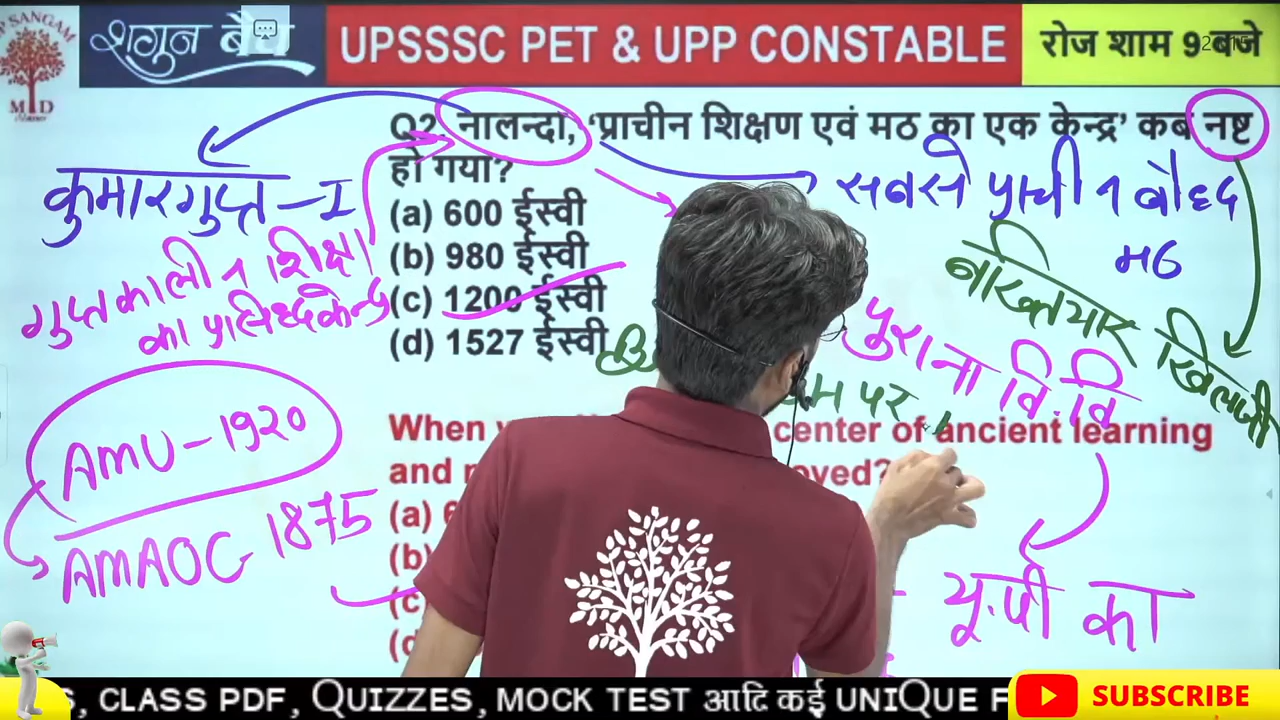 शगुन बैच
UPSSSC PET & UPP CONSTABLE
रोज शाम 9 बजे
MD
Q2. नालन्दा, ‘प्राचीन शिक्षण एवं मठ का एक केन्द्र’ कब नष्ट
हो गया?
(a) 600 ईस्वी
(b) 980 ईस्वी
(c) 1200 ईस्वी
(d) 1527 ईस्वी
कुमारगुप्त - I
गुप्तकालीन शिक्षा
का प्रसिध्द केन्द्र
सबसे प्राचीन बौध्द
मठ
बख्तियार खिलजी
पुराना वि.वि
पर
AMU - 1920
AMAOC 1875
यू.पी का
When
center of ancient learning
and
(a)
(b)
(c
(d
CLASS PDF, QUIZZES, MOCK TEST आदि कई UNIQUE F
SUBSCRIBE